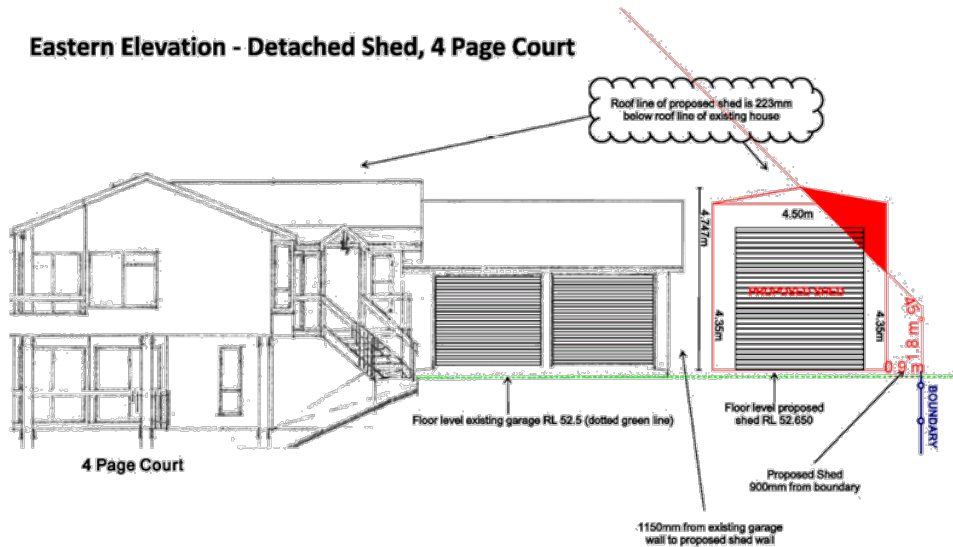 Eastern Elevation - Detached Shed, 4 Page Court
Roof line of proposed shed is 223mm
below roof line of existing house
4.50m
4.747m
PROPOSED SHED
4.35m
4.35m
45°
1.8 m
0.9 m
Floor level existing garage RL 52.5 (dotted green line)
Floor level proposed
shed RL 52.650
BOUNDARY
4 Page Court
Proposed Shed
900mm from boundary
1150mm from existing garage
wall to proposed shed wall